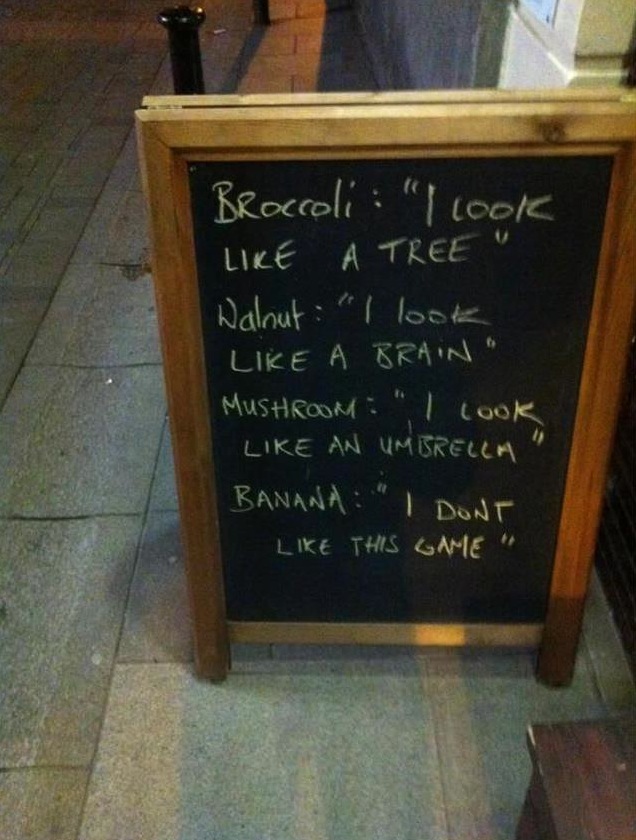 Broccoli: "I LOOK
LIKE A TREE"
Walnut: "I look
LIKE A BRAIN"
MUSHROOM: "I LOOK
LIKE AN UMBRELLA"
BANANA: "I DONT
LIKE THIS GAME"